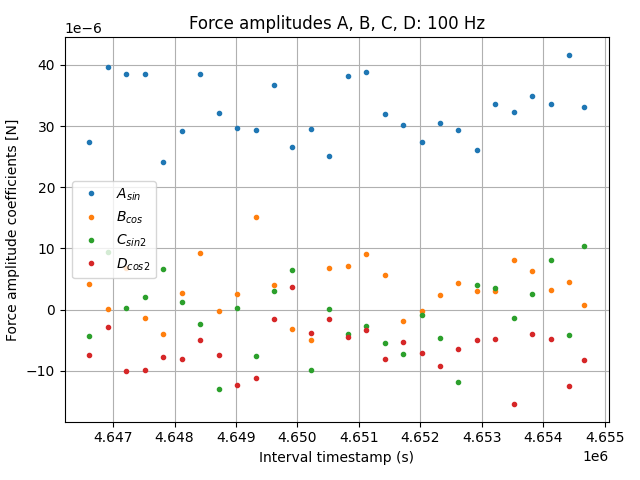 Force amplitudes A, B, C, D: 100 Hz
1e−6
Force amplitude coefficients [N]
40
30
20
10
0
−10
A_sin
B_cos
C_sin2
D_cos2
4.647 4.648 4.649 4.650 4.651 4.652 4.653 4.654 4.655
Interval timestamp (s)
1e6